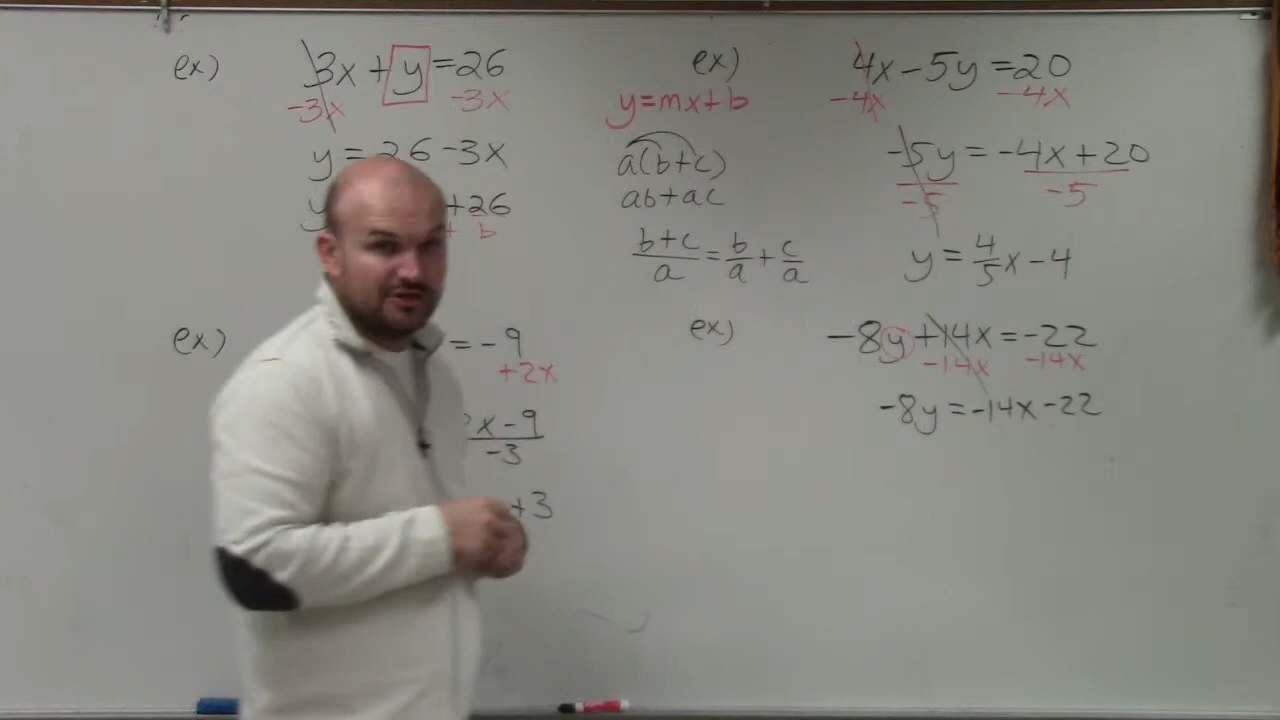 ex) 3x + y = 26
-3x -3x
y = 26 - 3x
y + 26
+ b
ex) = -9
+2x
x - 9
-3
+3
ex) 4x - 5y = 20
y = mx + b -4x -4x
a(b+c) -5y = -4x + 20
-5 -5
ab + ac
b+c/a = b/a + c/a y = 4/5x - 4
ex) -8y + 14x = -22
-14x -14x
-8y = -14x - 22